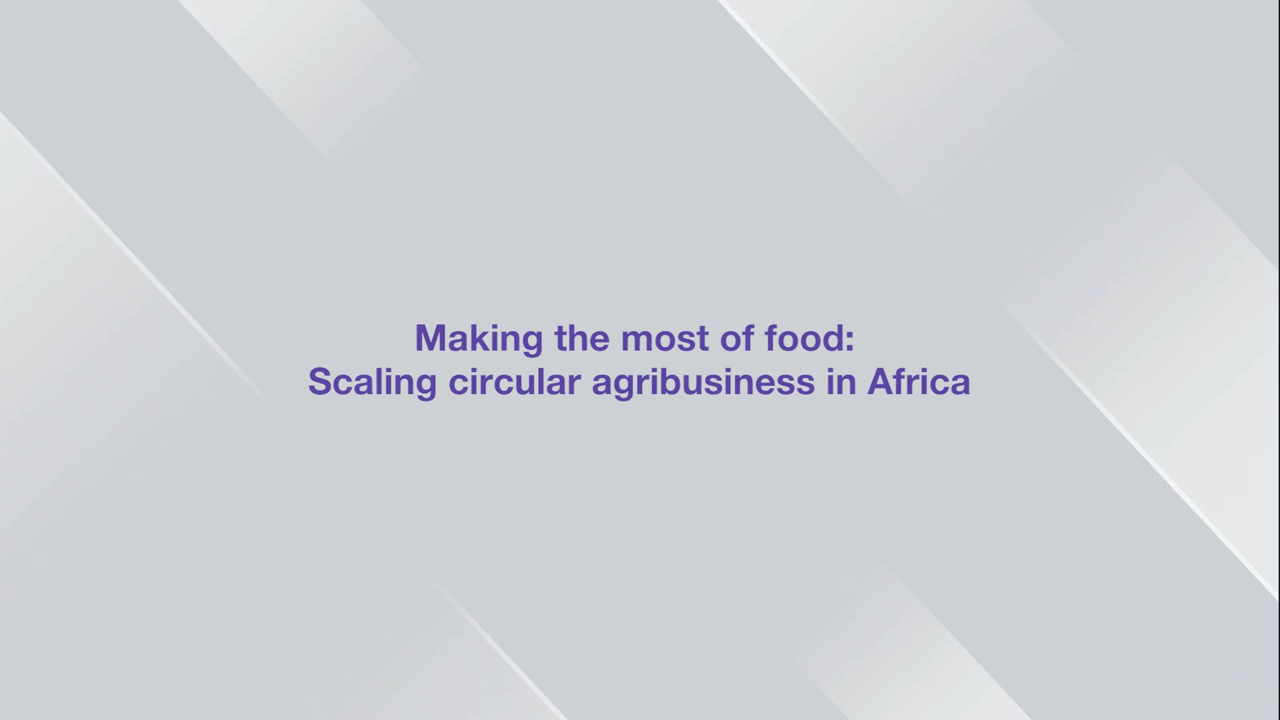 Making the most of food:
Scaling circular agribusiness in Africa